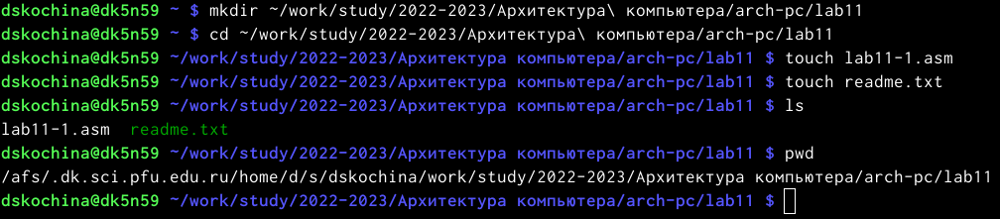 dskochina@dk5n59 ~ $ mkdir ~/work/study/2022-2023/Архитектура\ компьютера/arch-pc/lab11
dskochina@dk5n59 ~ $ cd ~/work/study/2022-2023/Архитектура\ компьютера/arch-pc/lab11
dskochina@dk5n59 ~/work/study/2022-2023/Архитектура компьютера/arch-pc/lab11 $ touch lab11-1.asm
dskochina@dk5n59 ~/work/study/2022-2023/Архитектура компьютера/arch-pc/lab11 $ touch readme.txt
dskochina@dk5n59 ~/work/study/2022-2023/Архитектура компьютера/arch-pc/lab11 $ ls
lab11-1.asm  readme.txt
dskochina@dk5n59 ~/work/study/2022-2023/Архитектура компьютера/arch-pc/lab11 $ pwd
/afs/.dk.sci.pfu.edu.ru/home/d/s/dskochina/work/study/2022-2023/Архитектура компьютера/arch-pc/lab11
dskochina@dk5n59 ~/work/study/2022-2023/Архитектура компьютера/arch-pc/lab11 $